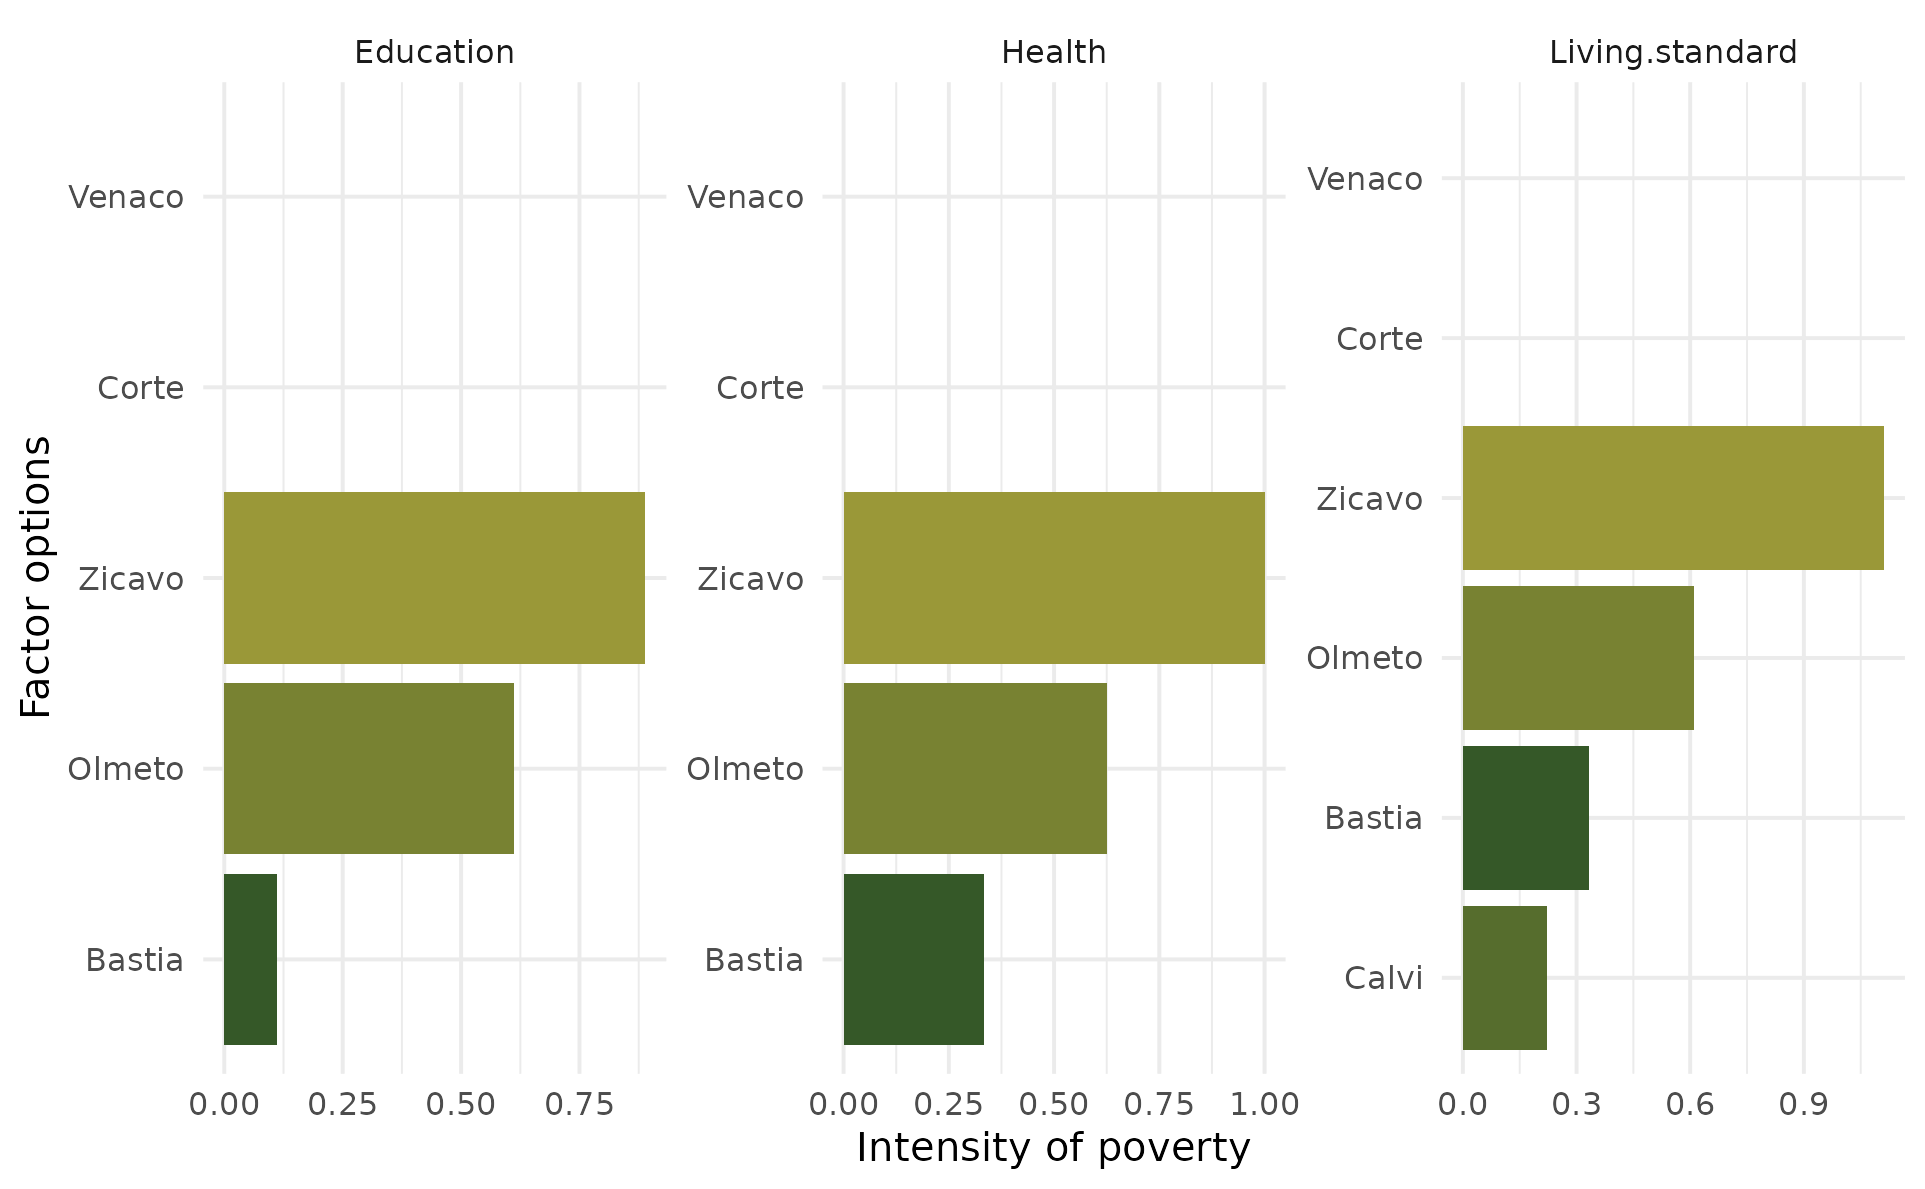 Education
Health
Living.standard
Factor options
Venaco
Corte
Zicavo
Olmeto
Bastia
0.00 0.25 0.50 0.75
Venaco
Corte
Zicavo
Olmeto
Bastia
0.00 0.25 0.50 0.75 1.00
Venaco
Corte
Zicavo
Olmeto
Bastia
Calvi
0.0 0.3 0.6 0.9
Intensity of poverty